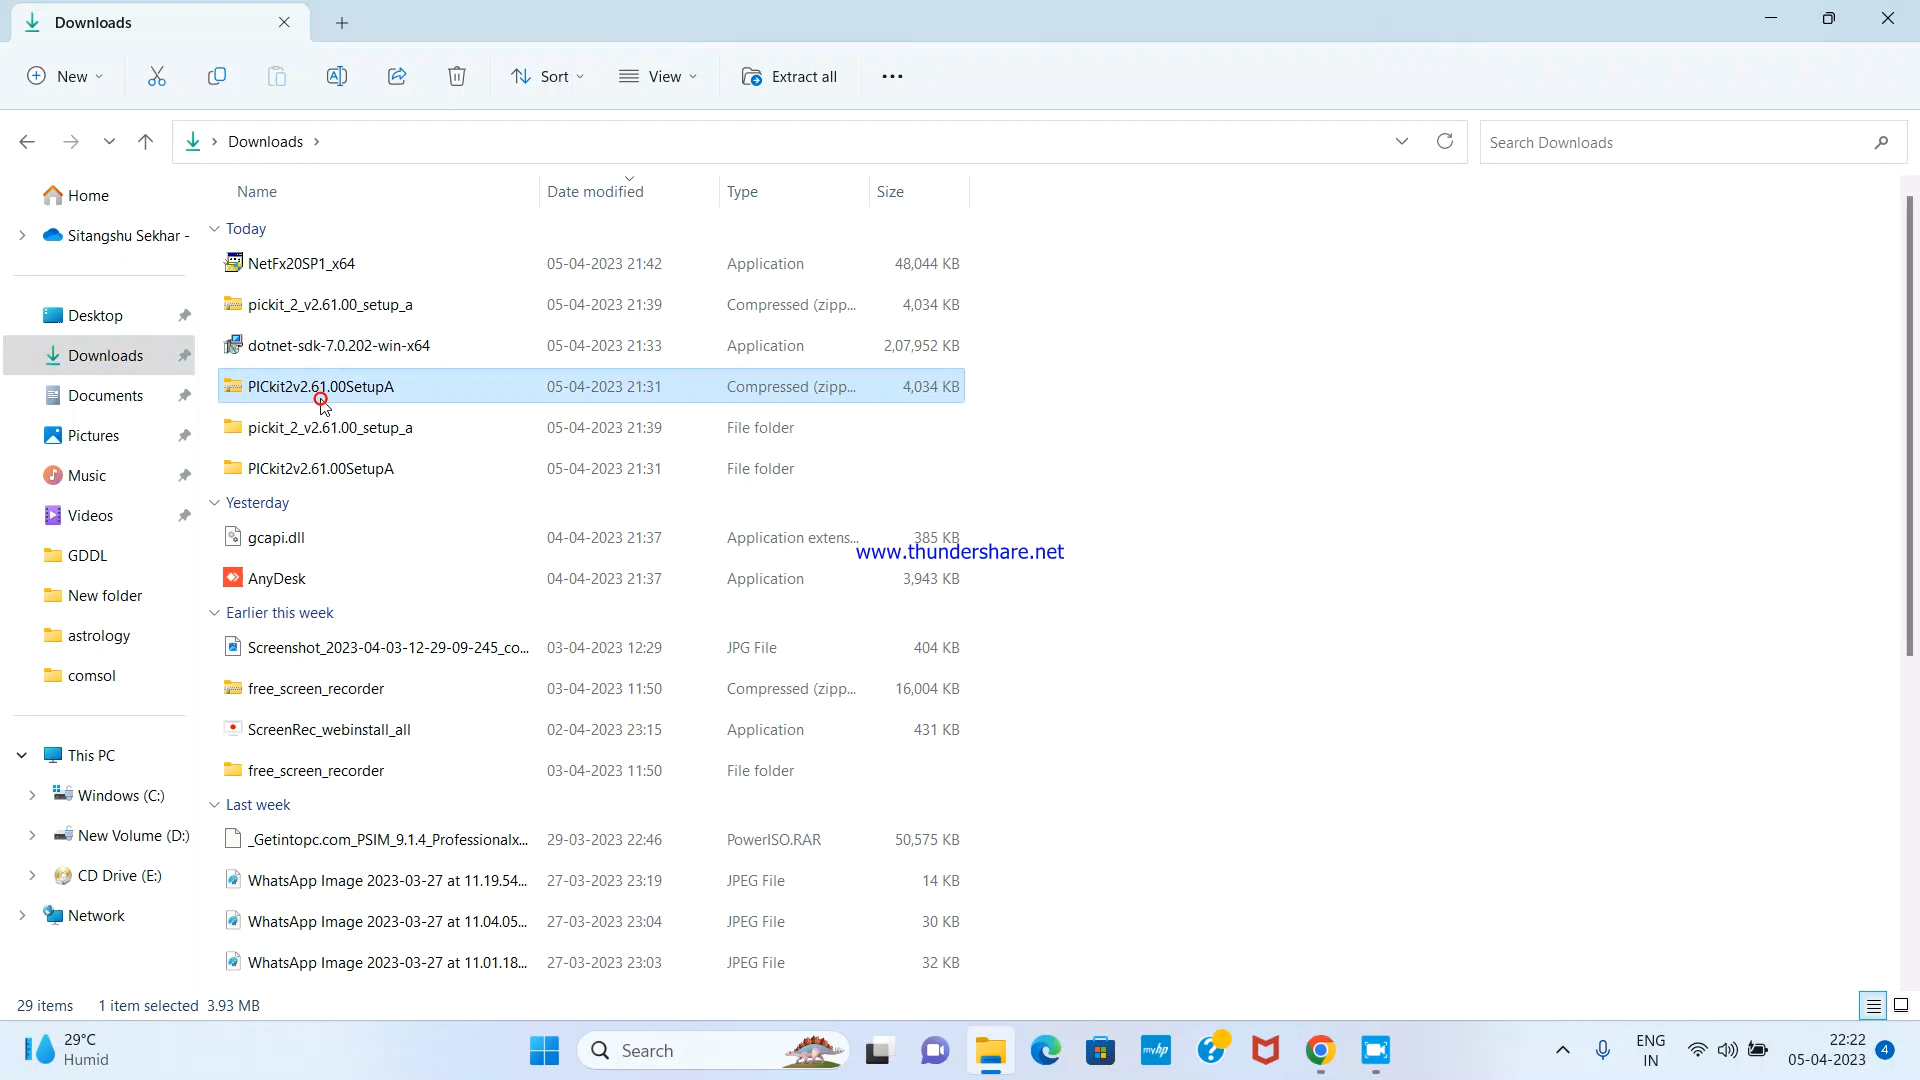 Downloads
New
Sort
View
Extract all
Downloads
Search Downloads
Name Date modified Type Size
Home
Sitangshu Sekhar -
Desktop
Downloads
Documents
Pictures
Music
Videos
GDDL
New folder
astrology
comsol
This PC
Windows (C:)
New Volume (D:)
CD Drive (E:)
Network
Today
NetFx20SP1_x64 05-04-2023 21:42 Application 48,044 KB
pickit_2_v2.61.00_setup_a 05-04-2023 21:39 Compressed (zipp... 4,034 KB
dotnet-sdk-7.0.202-win-x64 05-04-2023 21:33 Application 2,07,952 KB
PICkit2v2.61.00SetupA 05-04-2023 21:31 Compressed (zipp... 4,034 KB
pickit_2_v2.61.00_setup_a 05-04-2023 21:39 File folder
PICkit2v2.61.00SetupA 05-04-2023 21:31 File folder
Yesterday
gcapi.dll 04-04-2023 21:37 Application extens... 385 KB
www.thundershare.net
AnyDesk 04-04-2023 21:37 Application 3,943 KB
Earlier this week
Screenshot_2023-04-03-12-29-09-245_co... 03-04-2023 12:29 JPG File 404 KB
free_screen_recorder 03-04-2023 11:50 Compressed (zipp... 16,004 KB
ScreenRec_webinstall_all 02-04-2023 23:15 Application 431 KB
free_screen_recorder 03-04-2023 11:50 File folder
Last week
_Getintopc.com_PSIM_9.1.4_Professionalx... 29-03-2023 22:46 PowerISO.RAR 50,575 KB
WhatsApp Image 2023-03-27 at 11.19.54... 27-03-2023 23:19 JPEG File 14 KB
WhatsApp Image 2023-03-27 at 11.04.05... 27-03-2023 23:04 JPEG File 30 KB
WhatsApp Image 2023-03-27 at 11.01.18... 27-03-2023 23:03 JPEG File 32 KB
29 items 1 item selected 3.93 MB
29°C
Humid
Search
myhp
ENG
IN
22:22
05-04-2023
4